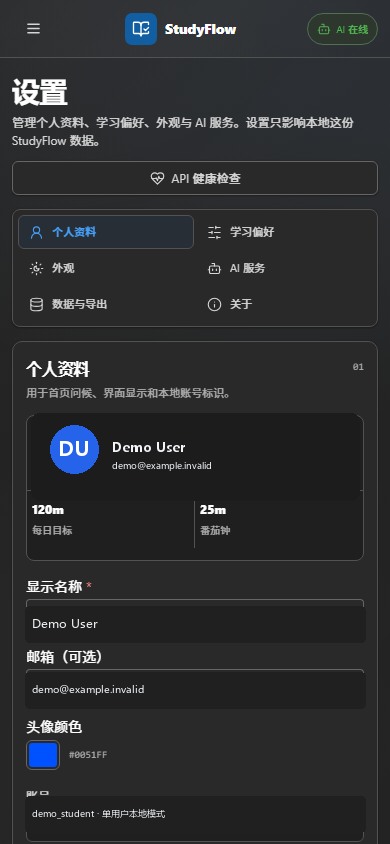 StudyFlow
AI 在线
设置
管理个人资料、学习偏好、外观与 AI 服务。设置只影响本地这份
StudyFlow 数据。
API 健康检查
个人资料
学习偏好
外观
AI 服务
数据与导出
关于
个人资料
01
用于首页问候、界面显示和本地账号标识。
DU
Demo User
demo@example.invalid
120m
每日目标
25m
番茄钟
显示名称 *
Demo User
邮箱（可选）
demo@example.invalid
头像颜色
#0051FF
demo_student · 单用户本地模式